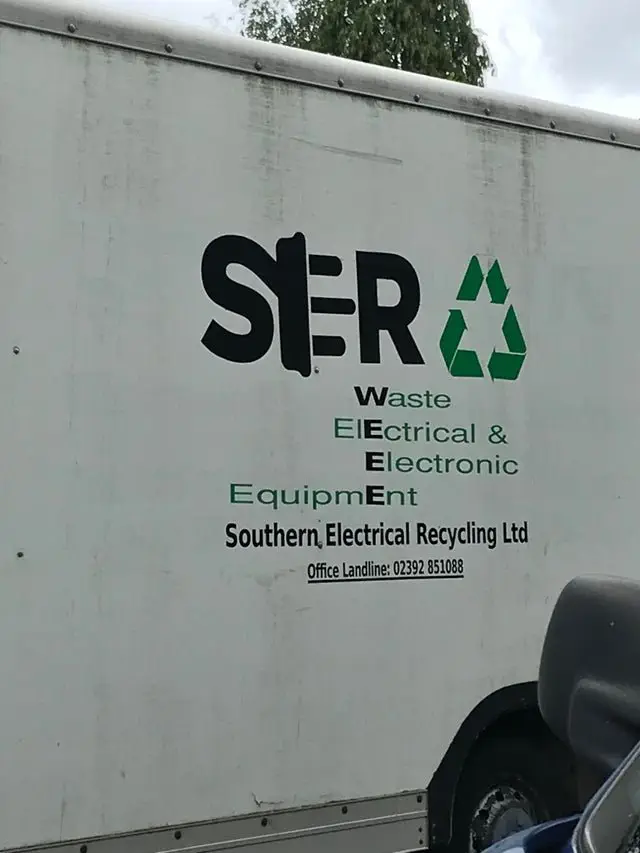 SER
Waste
ElEctrical &
Electronic
EquipmEnt
Southern Electrical Recycling Ltd
Office Landline: 02392 851088